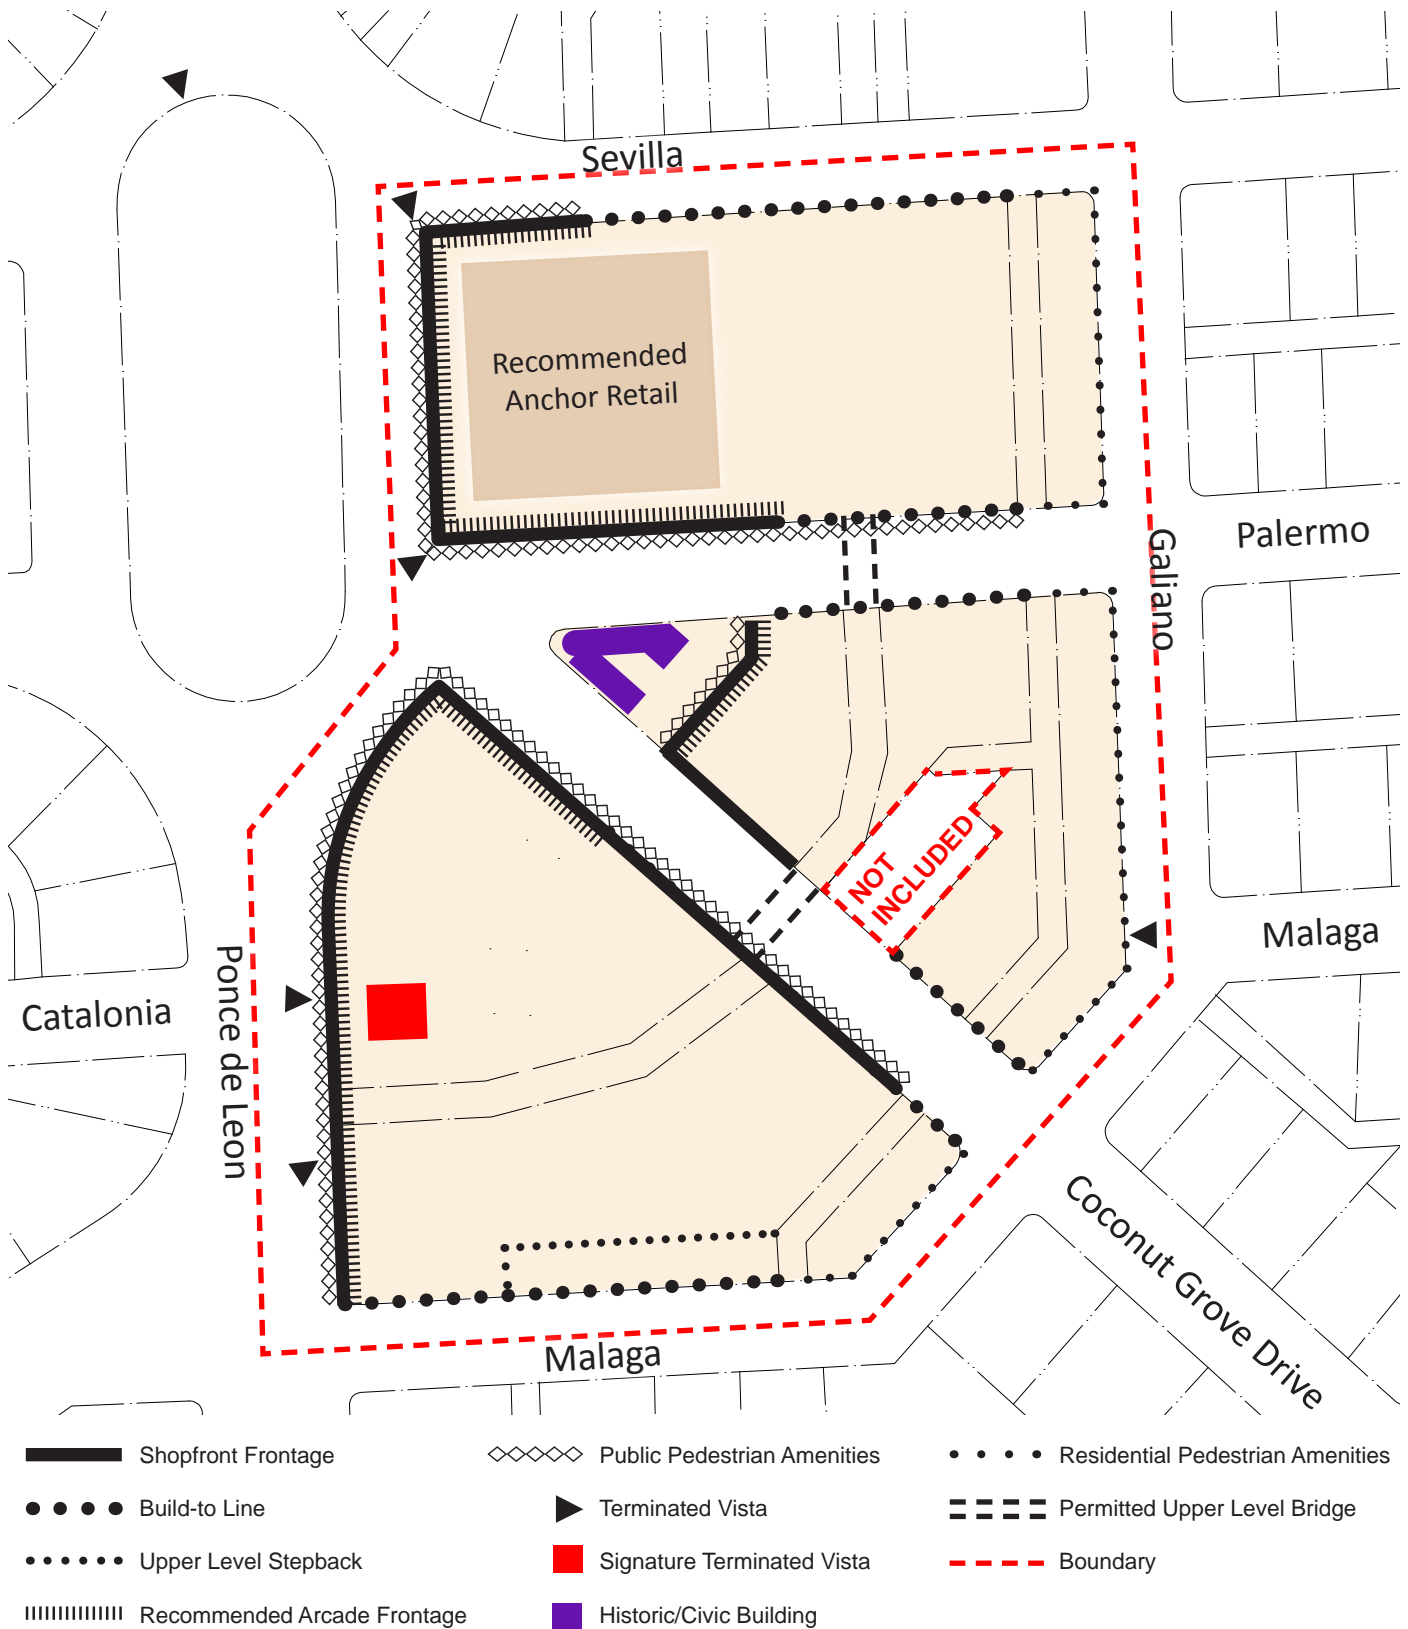 Sevilla
Recommended
Anchor Retail
Palermo
Galiano
NOT
INCLUDED
Malaga
Catalonia
Ponce de Leon
Coconut Grove Drive
Malaga
Shopfront Frontage
Public Pedestrian Amenities
Residential Pedestrian Amenities
Build-to Line
Terminated Vista
Permitted Upper Level Bridge
Upper Level Stepback
Signature Terminated Vista
Boundary
Recommended Arcade Frontage
Historic/Civic Building